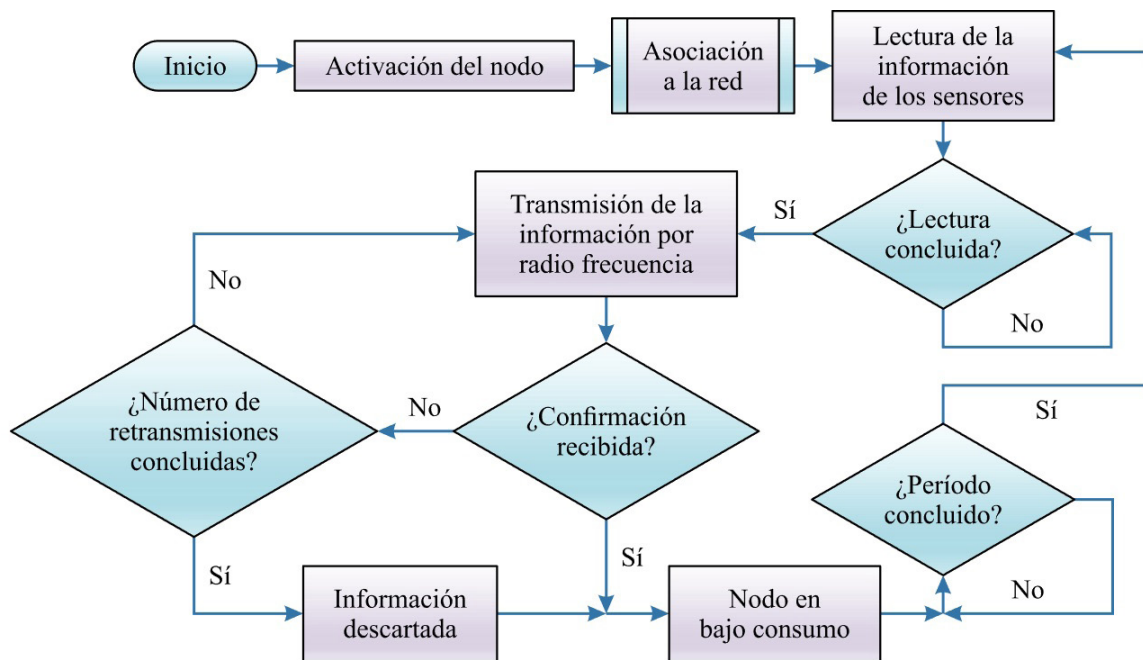 Inicio
Activación del nodo
Asociación
a la red
Lectura de la
información
de los sensores
Transmisión de la
información por
radio frecuencia
Sí
¿Lectura
concluida?
No
No
¿Número de
retransmisiones
concluidas?
No
¿Confirmación
recibida?
Sí
¿Período
concluido?
Sí
Información
descartada
Sí
Nodo en
bajo consumo
No